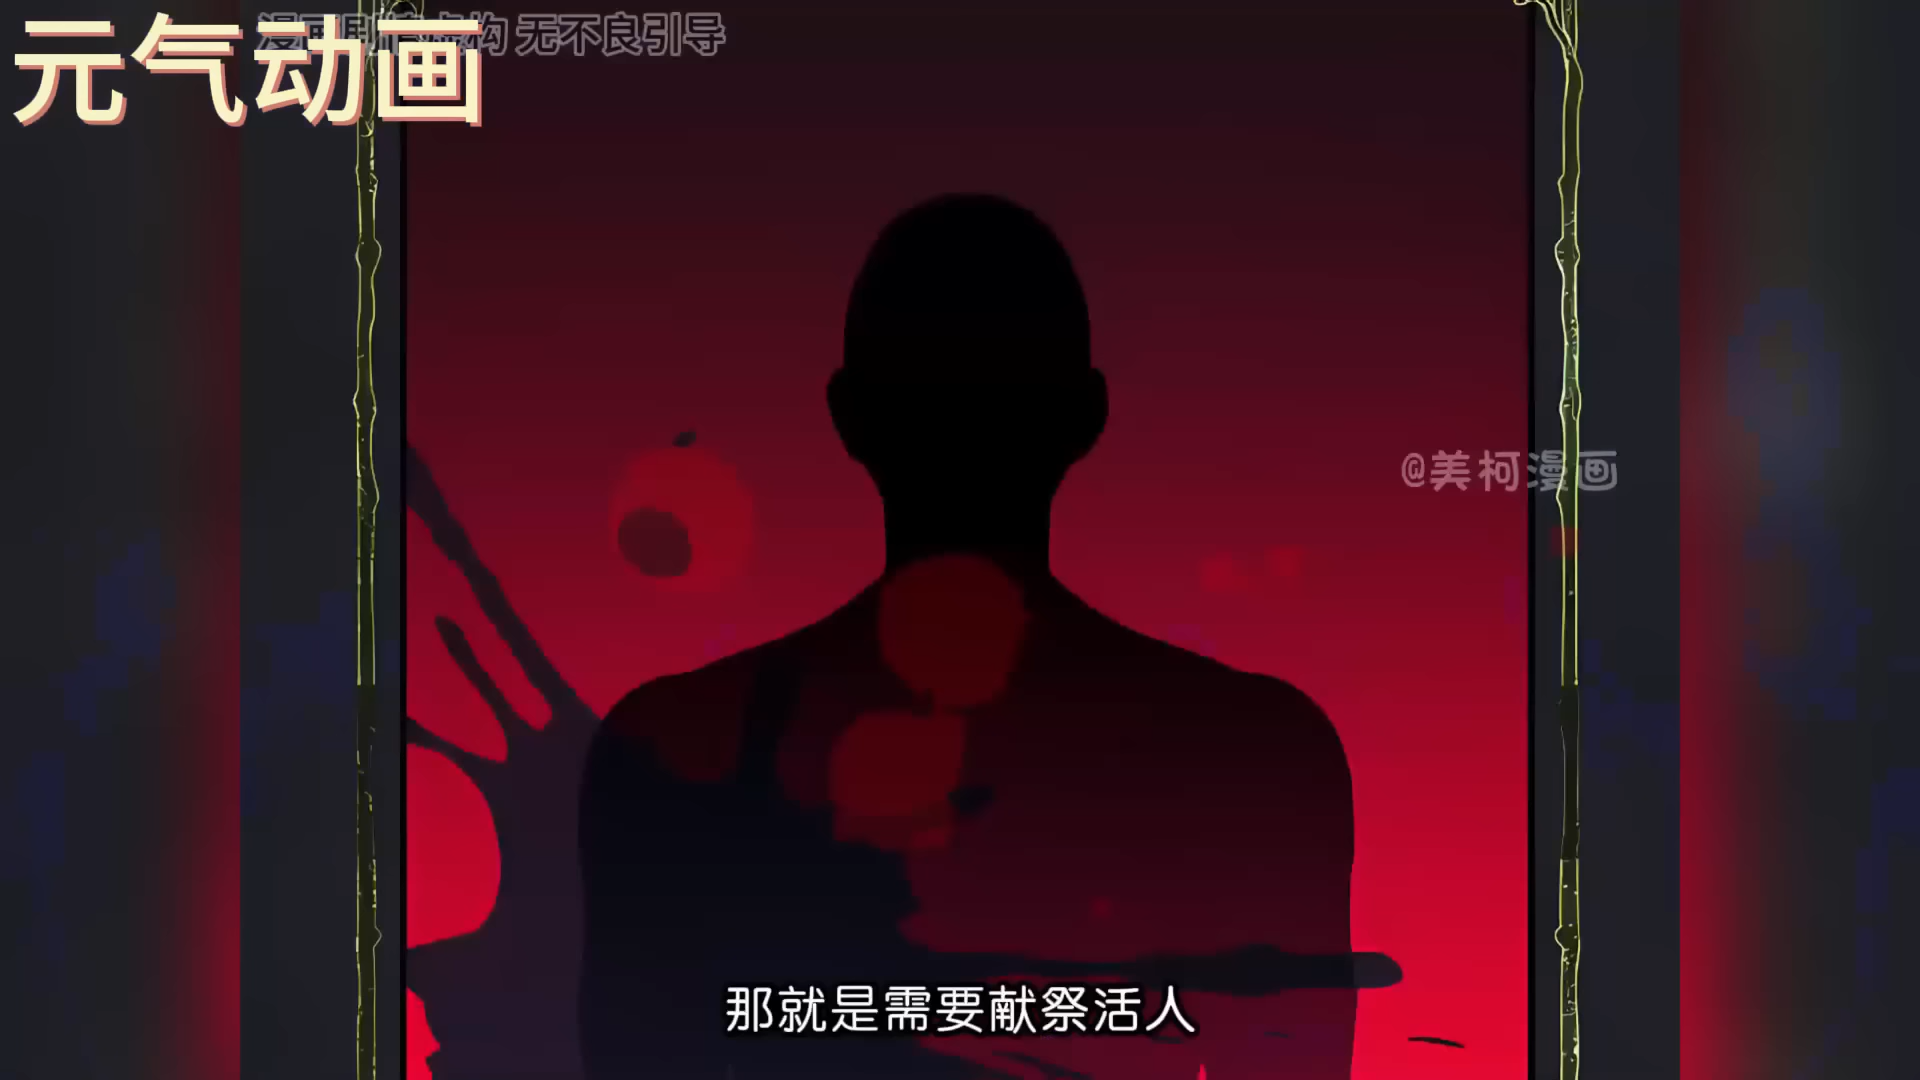 元气动画
无不良引导
@美柯漫画
那就是需要献祭活人